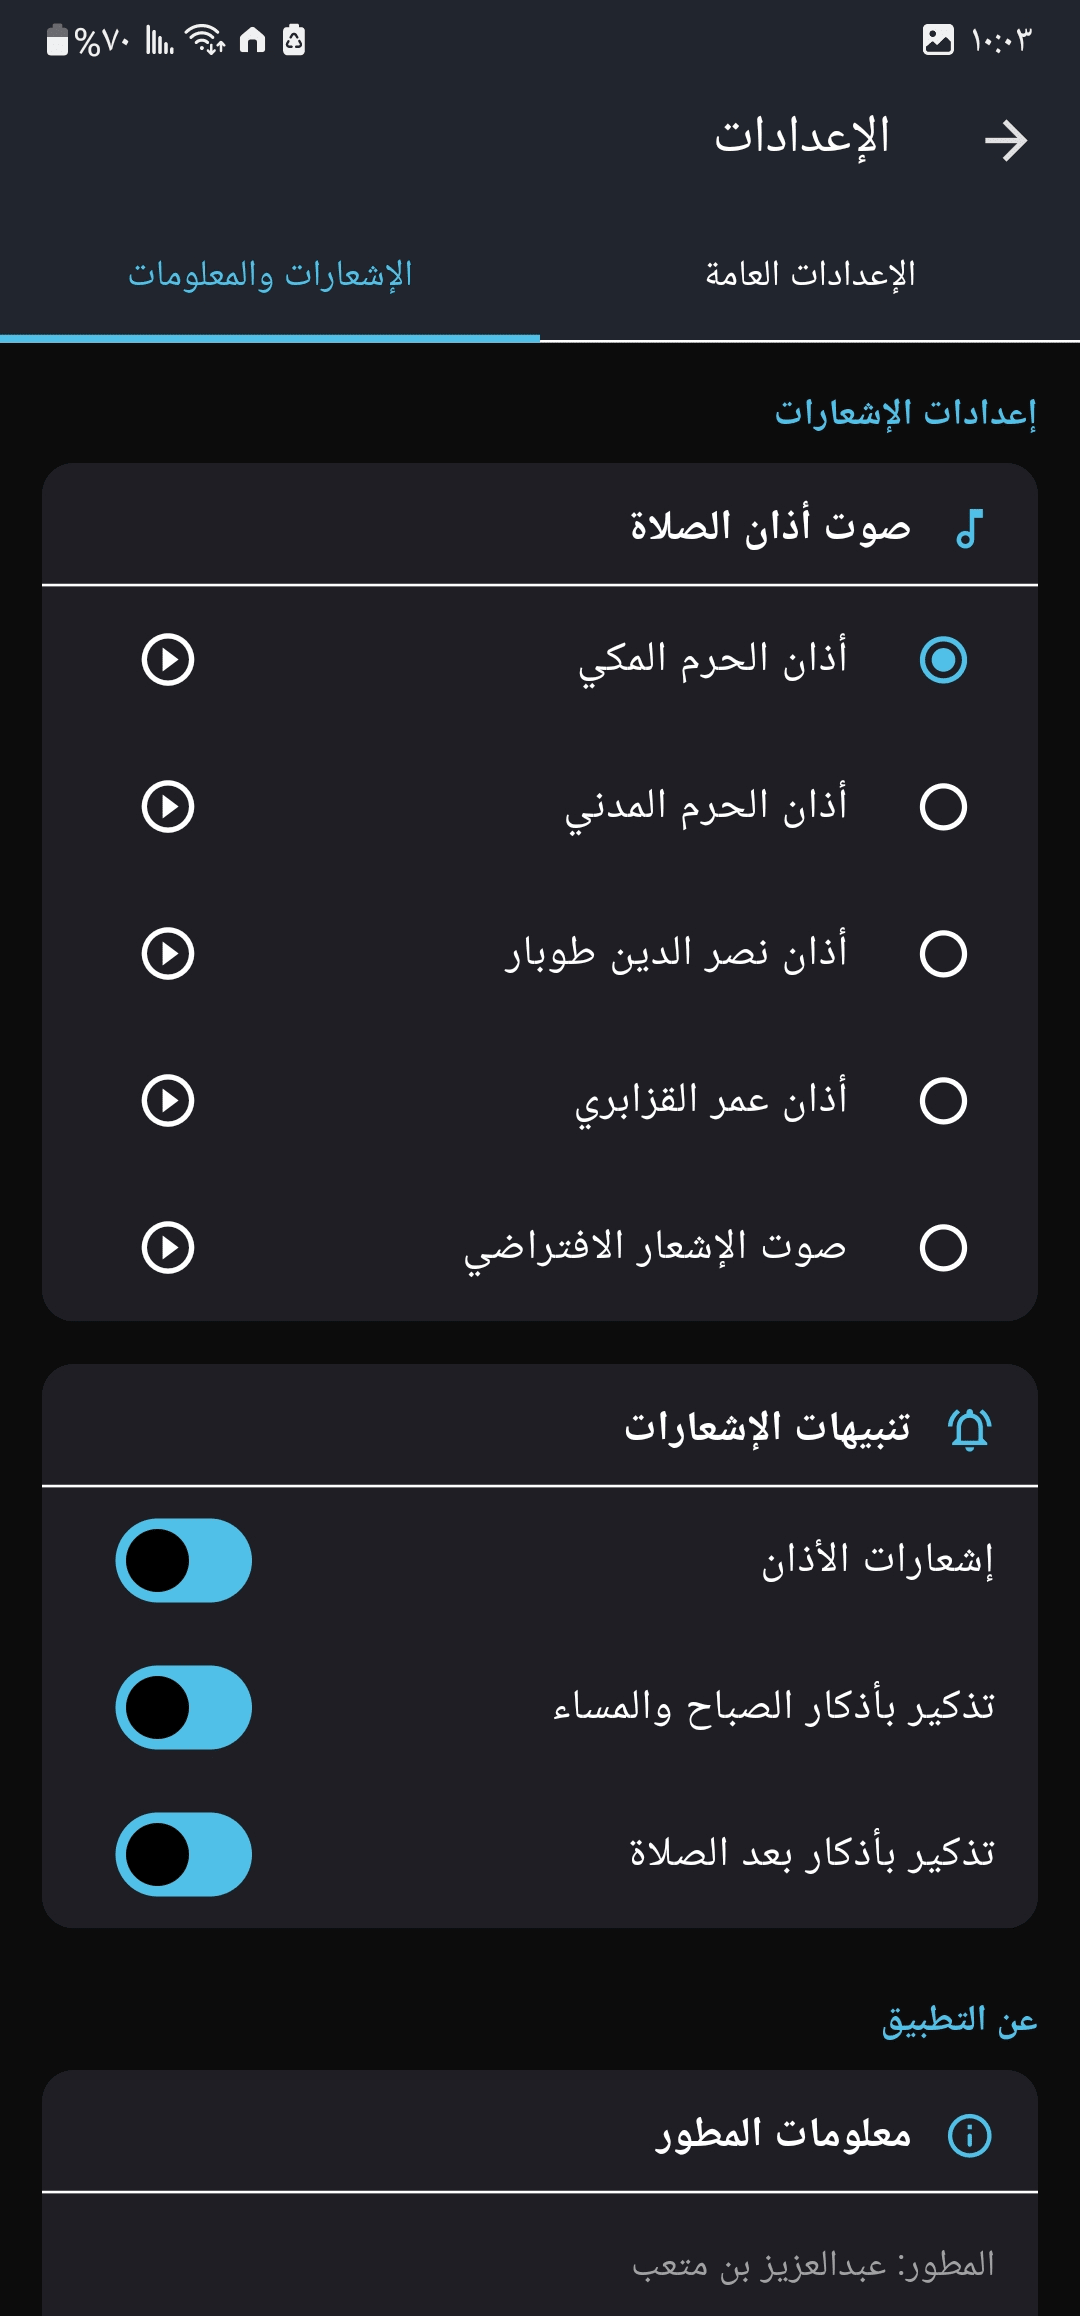 ١٠:٠٣
%٧٠
الإعدادات
الإعدادات العامة
الإشعارات والمعلومات
إعدادات الإشعارات
صوت أذان الصلاة
أذان الحرم المكي
أذان الحرم المدني
أذان نصر الدين طوبار
أذان عمر القزابري
صوت الإشعار الافتراضي
تنبيهات الإشعارات
إشعارات الأذان
تذكير بأذكار الصباح والمساء
تذكير بأذكار بعد الصلاة
عن التطبيق
معلومات المطور
المطور: عبدالعزيز بن متعب